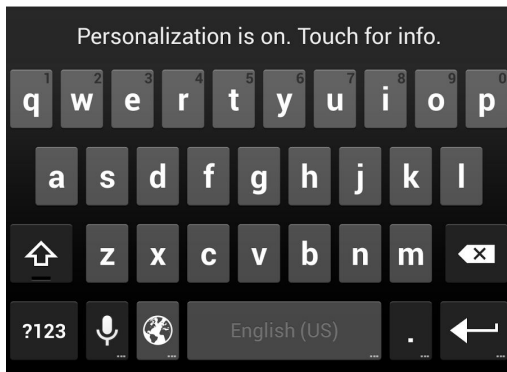 Personalization is on. Touch for info.
1 2 3 4 5 6 7 8 9 0
q w e r t y u i o p
a s d f g h j k l
z x c v b n m
?123 English (US) .